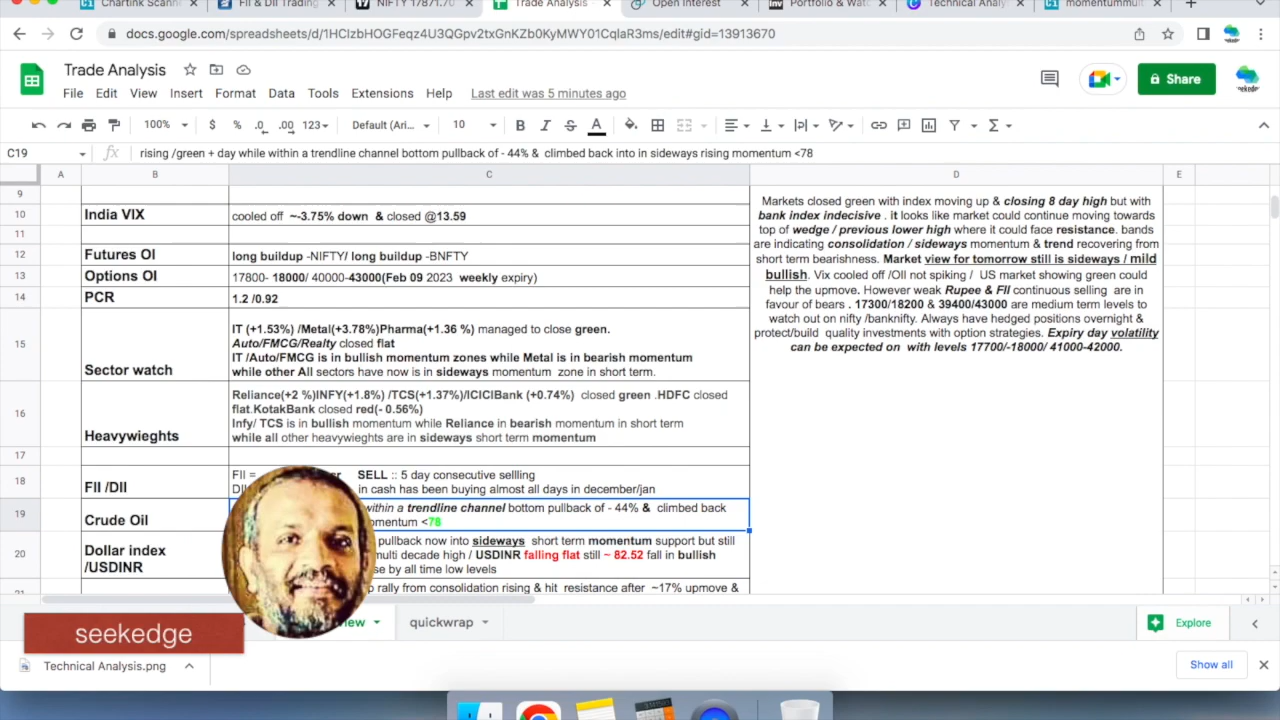 Chartink Scann
FII & DII Trading
NIFTY 17871.70
Trade Analysis
Open Interest
Portfolio & Wat
Technical Analy
momentummult
docs.google.com/spreadsheets/d/1HClzbHOGFeqz4U3QGpv2txGnKZb0KyMWY01CqlaR3ms/edit#gid=13913670
Trade Analysis
File Edit View Insert Format Data Tools Extensions Help Last edit was 5 minutes ago
Share
seekedge
100% $ % .0 .00 123 Default (Ari... 10 B I S A
C19 fx rising /green + day while within a trendline channel bottom pullback of - 44% & climbed back into in sideways rising momentum <78
A B C D E
9
10 India VIX cooled off ~-3.75% down & closed @13.59
11
12 Futures OI long buildup -NIFTY/ long buildup -BNFTY
13 Options OI 17800- 18000/ 40000-43000(Feb 09 2023 weekly expiry)
14 PCR 1.2 /0.92
15 Sector watch
IT (+1.53%) /Metal(+3.78%)Pharma(+1.36 %) managed to close green.
Auto/FMCG/Realty closed flat
IT /Auto/FMCG is in bullish momentum zones while Metal is in bearish momentum
while other All sectors have now is in sideways momentum zone in short term.
16 Heavywieghts
Reliance(+2 %)INFY(+1.8%) /TCS(+1.37%)/ICICIBank (+0.74%) closed green .HDFC closed
flat.KotakBank closed red(- 0.56%)
Infy/ TCS is in bullish momentum while Reliance in bearish momentum in short term
while all other heavywieghts are in sideways short term momentum
17
18 FII /DII
FII = SELL :: 5 day consecutive sellling
DII in cash has been buying almost all days in december/jan
19 Crude Oil
within a trendline channel bottom pullback of - 44% & climbed back
momentum <78
20 Dollar index
/USDINR
pullback now into sideways short term momentum support but still
multi decade high / USDINR falling flat still ~ 82.52 fall in bullish
se by all time low levels
rally from consolidation rising & hit resistance after ~17% upmove &
Markets closed green with index moving up & closing 8 day high but with
bank index indecisive . it looks like market could continue moving towards
top of wedge / previous lower high where it could face resistance. bands
are indicating consolidation / sideways momentum & trend recovering from
short term bearishness. Market view for tomorrow still is sideways / mild
bullish. Vix cooled off /OIl not spiking / US market showing green could
help the upmove. However weak Rupee & FII continuous selling are in
favour of bears . 17300/18200 & 39400/43000 are medium term levels to
watch out on nifty /banknifty. Always have hedged positions overnight &
protect/build quality investments with option strategies. Expiry day volatility
can be expected on with levels 17700/-18000/ 41000-42000.
quickwrap
Explore
seekedge
Technical Analysis.png
Show all